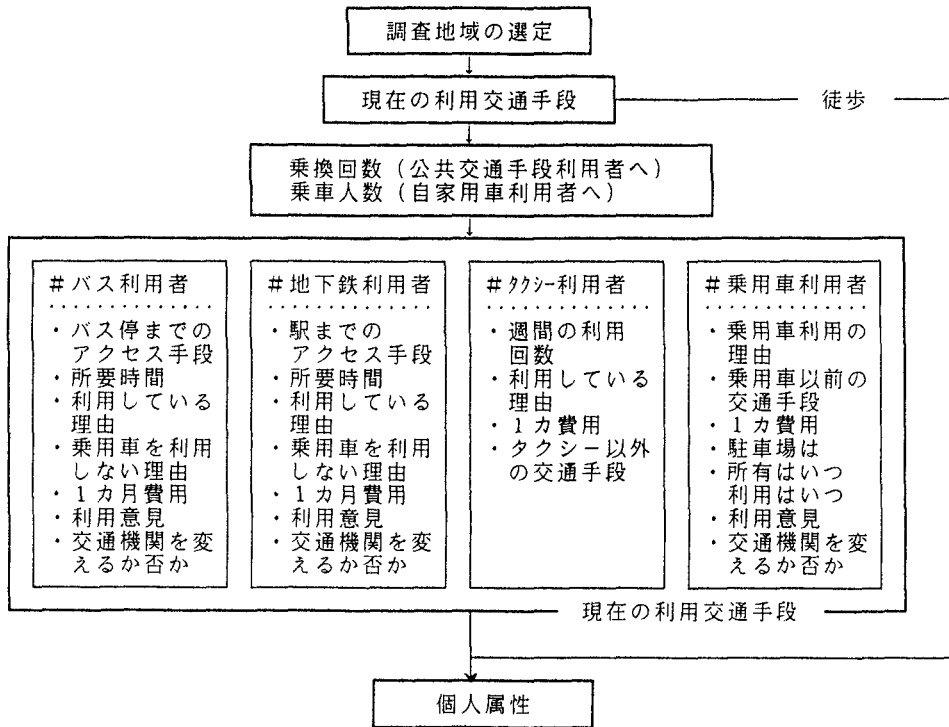 調査地域の選定
現在の利用交通手段
徒歩
乗換回数（公共交通手段利用者へ）
乗車人数（自家用車利用者へ）
＃バス利用者
・バス停までの
アクセス手段
・所要時間
・利用している
理由
・乗用車を利用
しない理由
・１カ月費用
・利用意見
・交通機関を変
えるか否か
＃地下鉄利用者
・駅までの
アクセス手段
・所要時間
・利用している
理由
・乗用車を利用
しない理由
・１カ月費用
・利用意見
・交通機関を変
えるか否か
＃タクシー利用者
・週間の利用
回数
・利用している
理由
・１カ費用
・タクシー以外
の交通手段
＃乗用車利用者
・乗用車利用の
理由
・乗用車以前の
交通手段
・１カ費用
・駐車場は
・所有はいつ
利用はいつ
・利用意見
・交通機関を変
えるか否か
現在の利用交通手段
個人属性